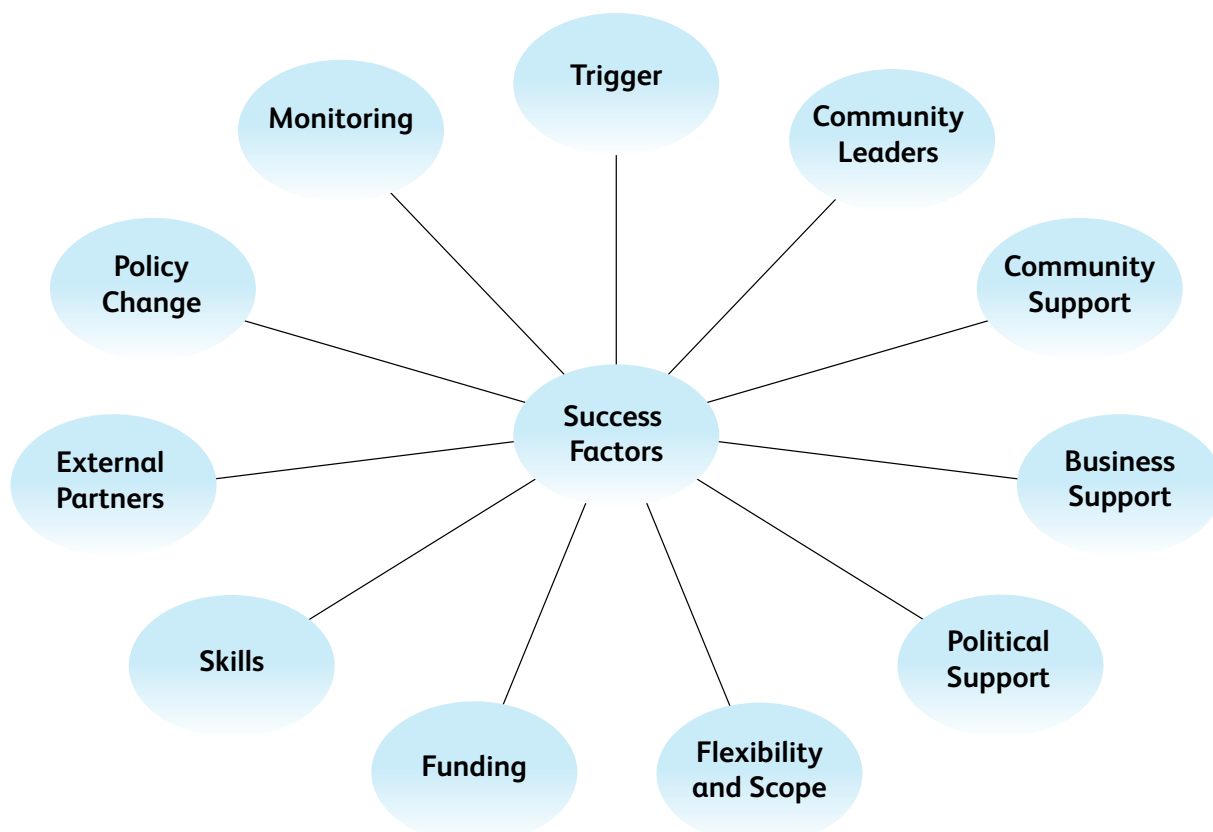 Trigger
Community
Leaders
Community
Support
Business
Support
Political
Support
Flexibility
and Scope
Funding
Skills
External
Partners
Policy
Change
Monitoring
Success
Factors